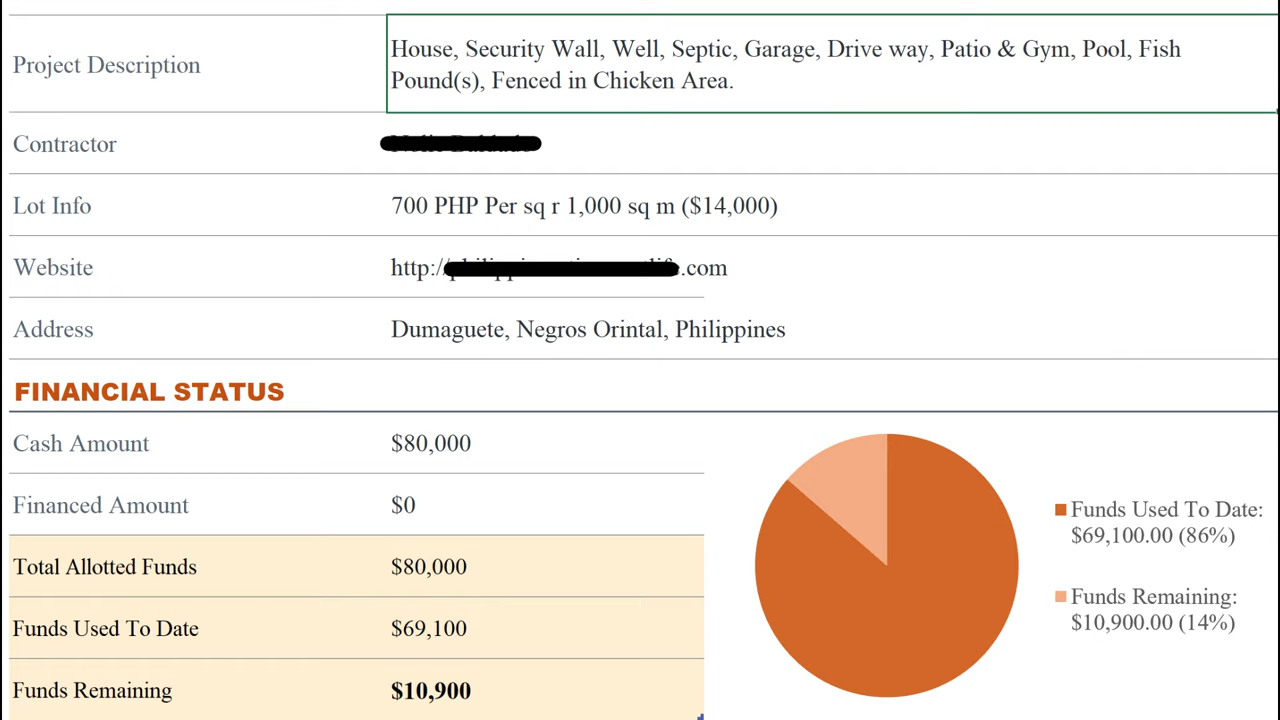 Project Description
House, Security Wall, Well, Septic, Garage, Drive way, Patio & Gym, Pool, Fish
Pound(s), Fenced in Chicken Area.
Contractor
Lot Info
700 PHP Per sq r 1,000 sq m ($14,000)
Website
http:// .com
Address
Dumaguete, Negros Orintal, Philippines
FINANCIAL STATUS
Cash Amount
$80,000
Financed Amount
$0
Total Allotted Funds
$80,000
Funds Used To Date
$69,100
Funds Remaining
$10,900
Funds Used To Date:
$69,100.00 (86%)
Funds Remaining:
$10,900.00 (14%)